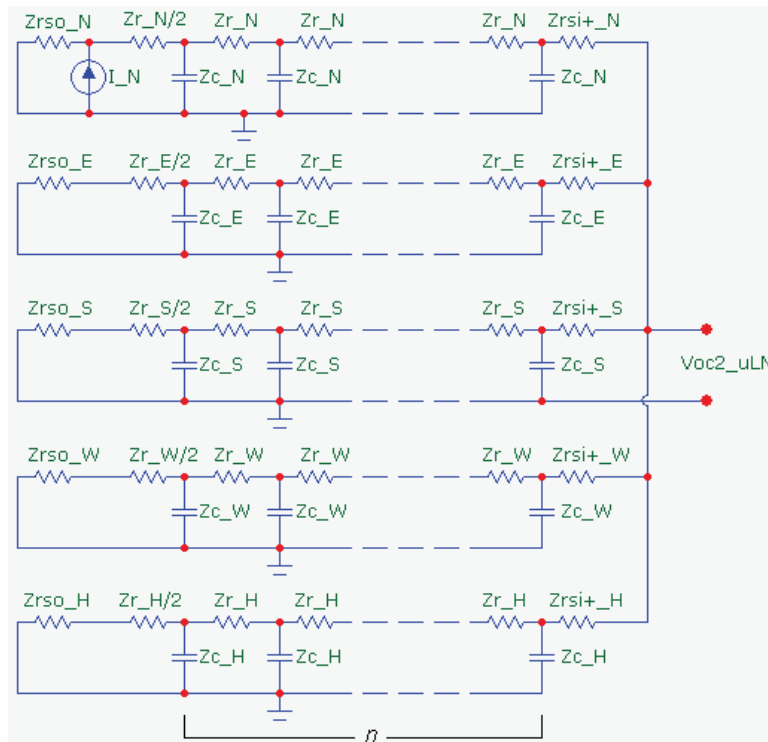 Zrso_N Zr_N/2 Zr_N Zr_N Zr_N Zrsi+_N
I_N Zc_N Zc_N Zc_N
Zrso_E Zr_E/2 Zr_E Zr_E Zr_E Zrsi+_E
Zc_E Zc_E Zc_E
Zrso_S Zr_S/2 Zr_S Zr_S Zr_S Zrsi+_S
Zc_S Zc_S Zc_S Voc2_uLN
Zrso_W Zr_W/2 Zr_W Zr_W Zr_W Zrsi+_W
Zc_W Zc_W Zc_W
Zrso_H Zr_H/2 Zr_H Zr_H Zr_H Zrsi+_H
Zc_H Zc_H Zc_H
n